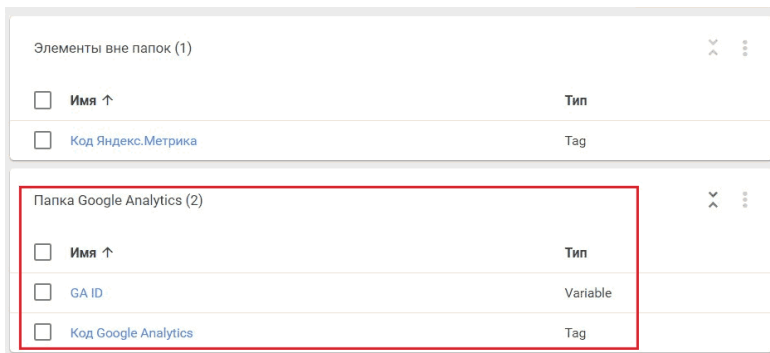 Элементы вне папок (1)
Имя ↑ Тип
Код Яндекс.Метрика Tag
Папка Google Analytics (2)
Имя ↑ Тип
GA ID Variable
Код Google Analytics Tag